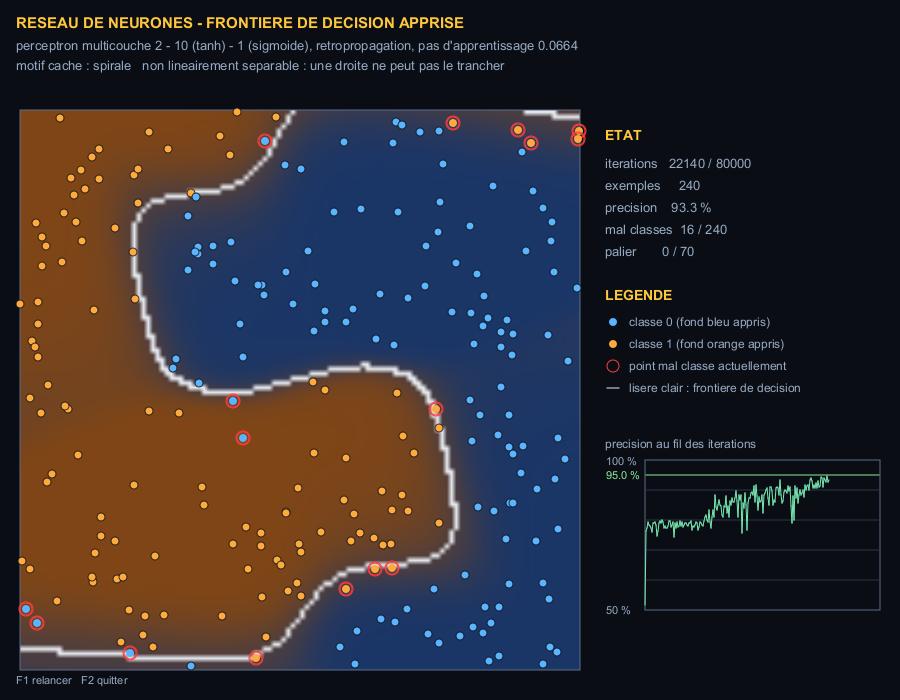 RESEAU DE NEURONES - FRONTIERE DE DECISION APPRISE
perceptron multicouche 2 - 10 (tanh) - 1 (sigmoide), retropropagation, pas d'apprentissage 0.0664
motif cache : spirale   non lineairement separable : une droite ne peut pas le trancher
ETAT
iterations   22140 / 80000
exemples     240
precision    93.3 %
mal classes  16 / 240
palier       0 / 70
LEGENDE
classe 0 (fond bleu appris)
classe 1 (fond orange appris)
point mal classe actuellement
lisere clair : frontiere de decision
precision au fil des iterations
100 %
95.0 %
50 %
F1 relancer   F2 quitter